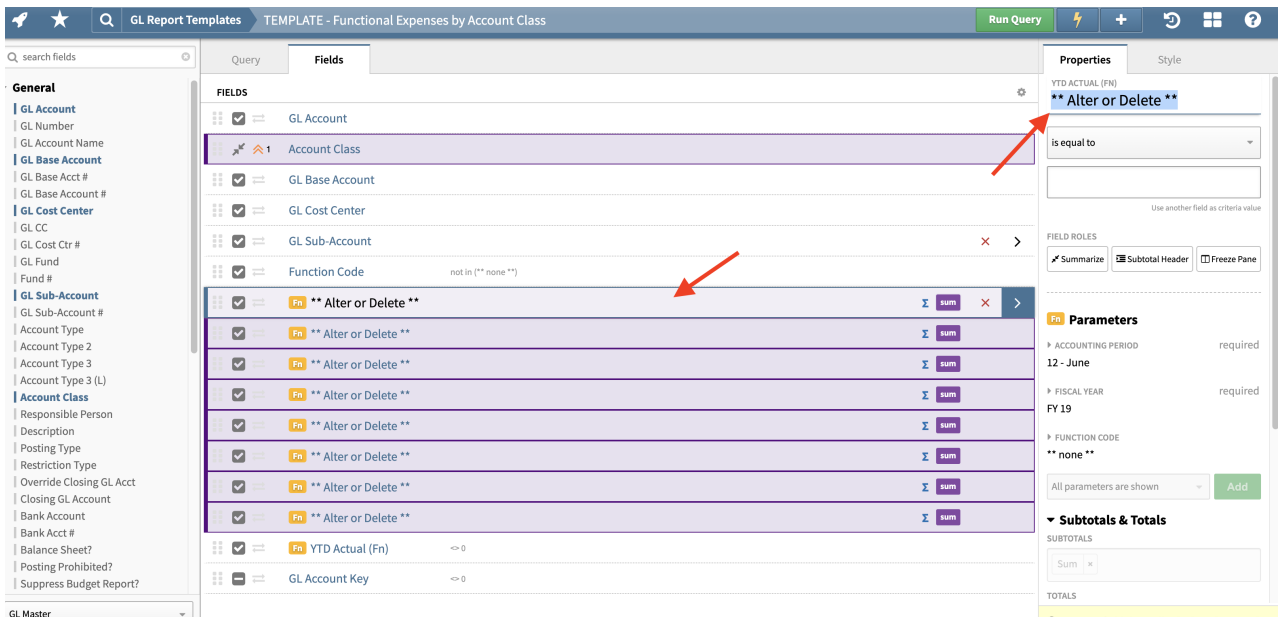 GL Report Templates TEMPLATE - Functional Expenses by Account Class Run Query
search fields
General
GL Account
GL Number
GL Account Name
GL Base Account
GL Base Acct #
GL Base Account #
GL Cost Center
GL CC
GL Cost Ctr #
GL Fund
Fund #
GL Sub-Account
GL Sub-Account #
Account Type
Account Type 2
Account Type 3
Account Type 3 (L)
Account Class
Responsible Person
Description
Posting Type
Restriction Type
Override Closing GL Acct
Closing GL Account
Bank Account
Bank Acct #
Balance Sheet?
Posting Prohibited?
Suppress Budget Report?
GL Master
Query Fields
FIELDS
GL Account
1 Account Class
GL Base Account
GL Cost Center
GL Sub-Account
Function Code not in (** none **)
Fn ** Alter or Delete ** Σ sum
Fn ** Alter or Delete ** Σ sum
Fn ** Alter or Delete ** Σ sum
Fn ** Alter or Delete ** Σ sum
Fn ** Alter or Delete ** Σ sum
Fn ** Alter or Delete ** Σ sum
Fn ** Alter or Delete ** Σ sum
Fn ** Alter or Delete ** Σ sum
Fn YTD Actual (Fn) <> 0
GL Account Key <> 0
Properties Style
YTD ACTUAL (FN)
** Alter or Delete **
is equal to
Use another field as criteria value
FIELD ROLES
Summarize Subtotal Header Freeze Pane
Fn Parameters
ACCOUNTING PERIOD required
12 - June
FISCAL YEAR required
FY 19
FUNCTION CODE
** none **
All parameters are shown Add
Subtotals & Totals
SUBTOTALS
Sum ×
TOTALS